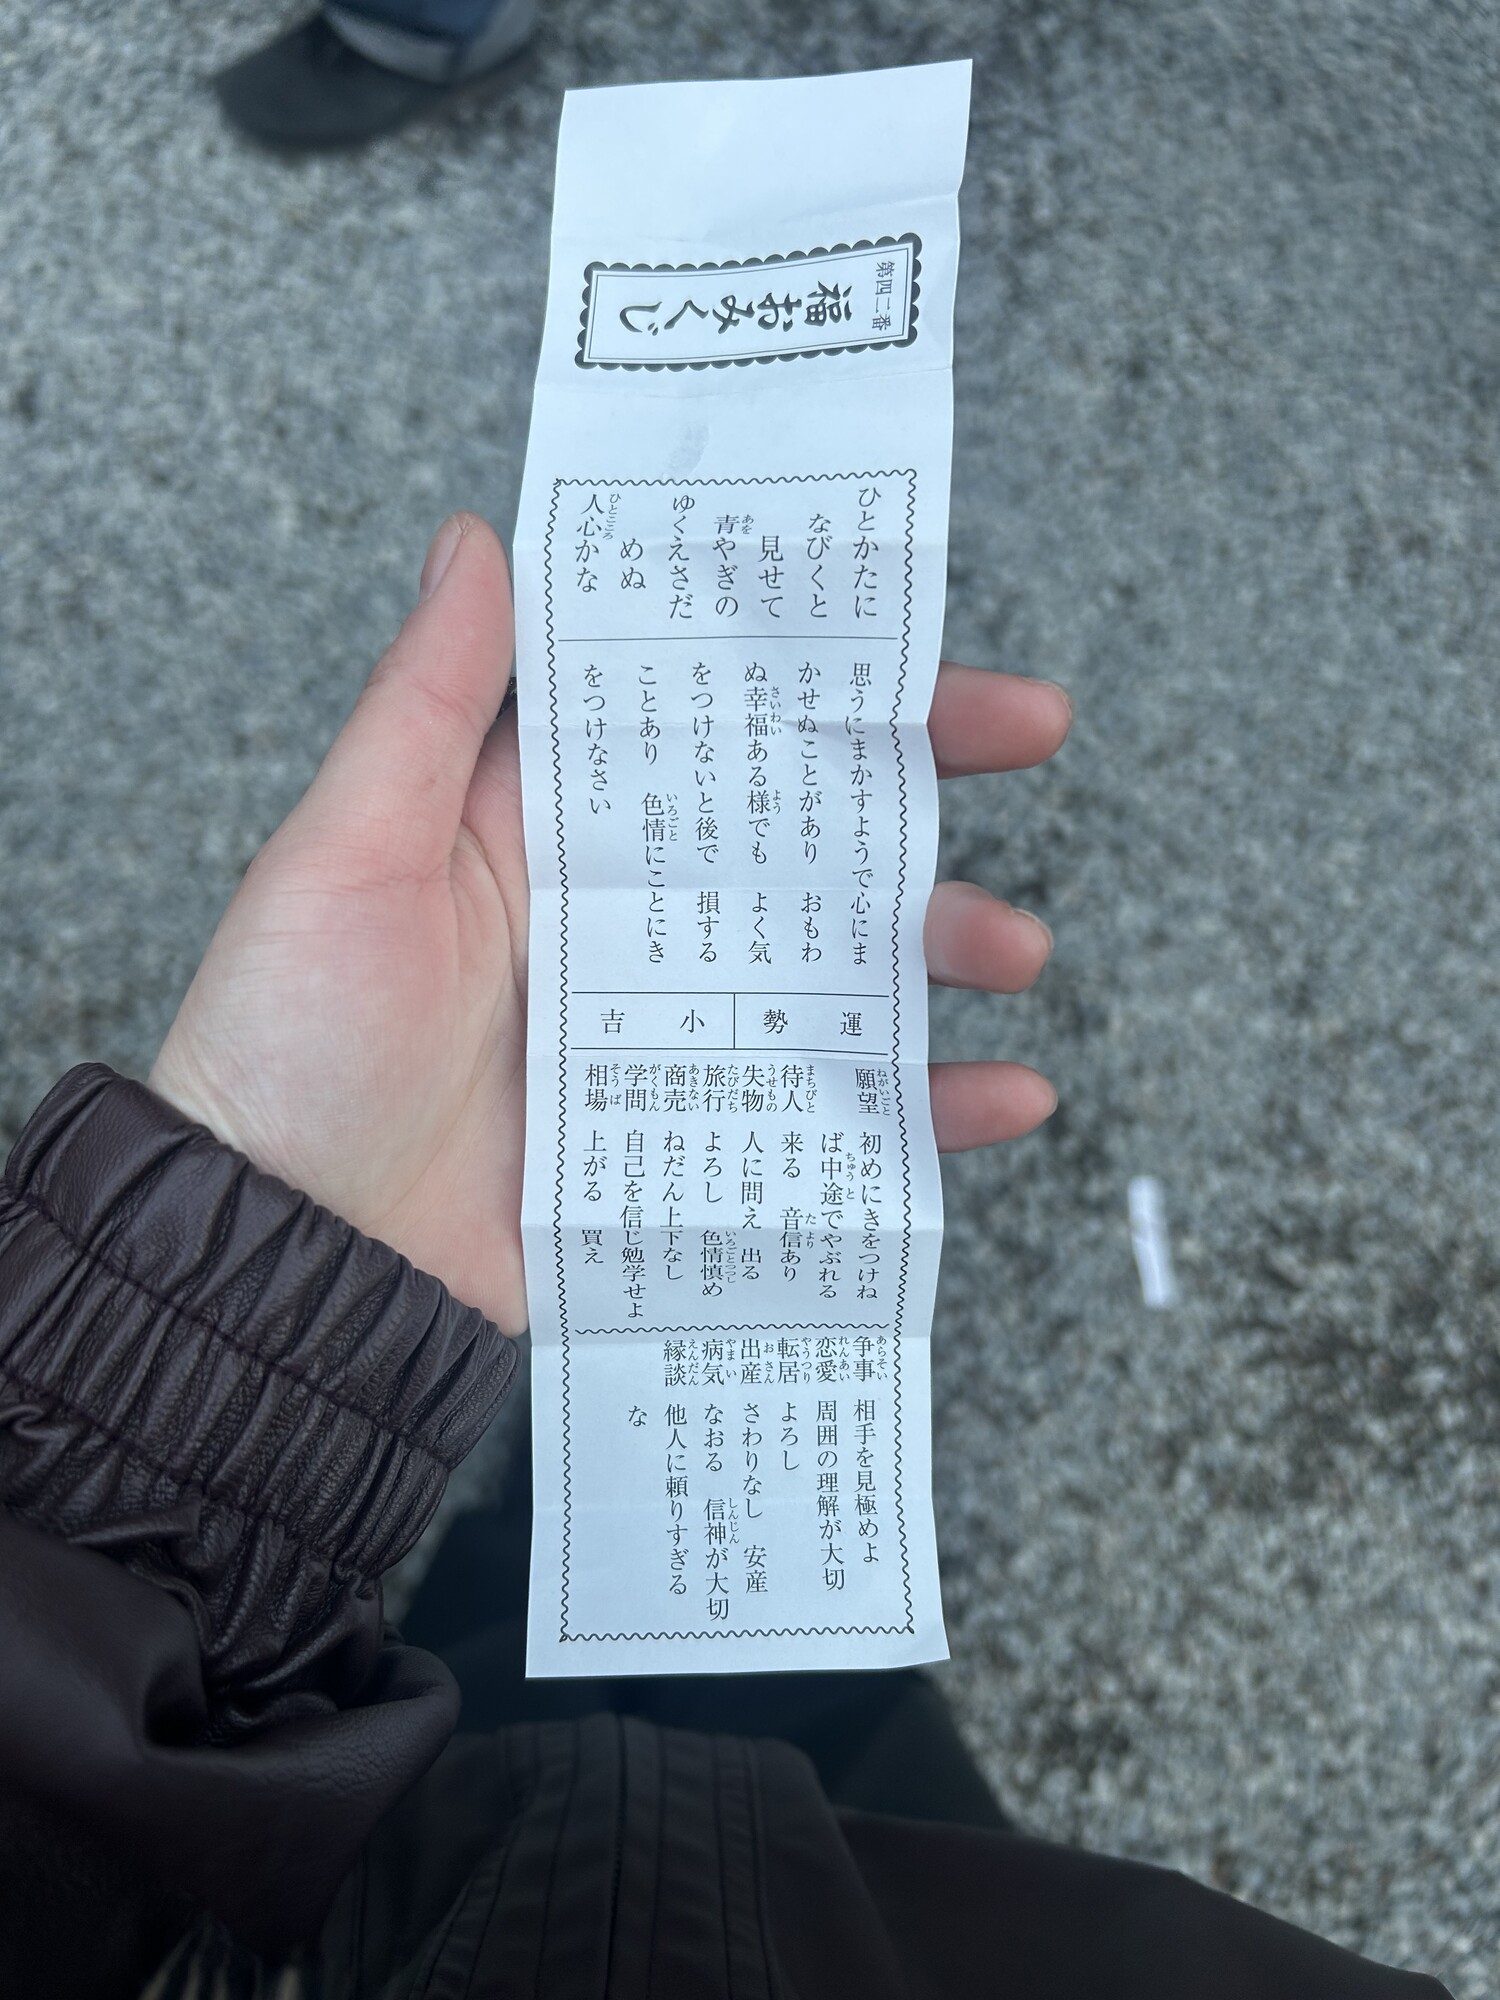 第四二番
福おみくじ
ひとかたに
なびくと
見せて
青やぎの
ゆくえさだ
めぬ
人心かな
思うにまかすようで心にま
かせぬことがあり　おもわ
ぬ幸福ある様でも　よく気
をつけないと後で　損する
ことあり　色情にことにき
をつけなさい
運勢　小吉
願望　初めにきをつけね
ば中途でやぶれる
待人　来る　音信あり
失物　人に問え　出る
旅行　よろし　色情慎め
商売　ねだん上下なし
学問　自己を信じ勉学せよ
相場　上がる　買え
争事　相手を見極めよ
恋愛　周囲の理解が大切
転居　よろし
出産　さわりなし　安産
病気　なおる　信神が大切
縁談　他人に頼りすぎる
な